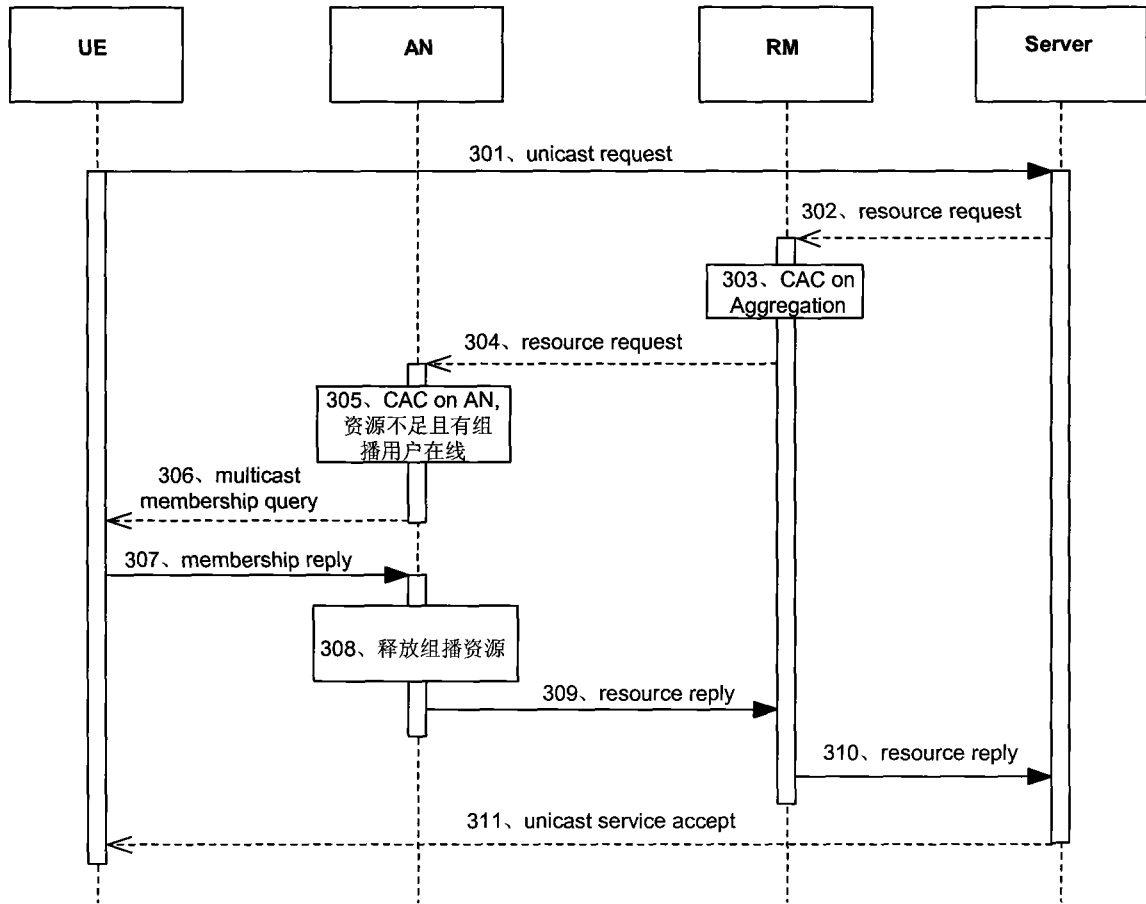 UE
AN
RM
Server
301、unicast request
302、resource request
303、CAC on
Aggregation
304、resource request
305、CAC on AN,
资源不足且有组
播用户在线
306、multicast
membership query
307、membership reply
308、释放组播资源
309、resource reply
310、resource reply
311、unicast service accept